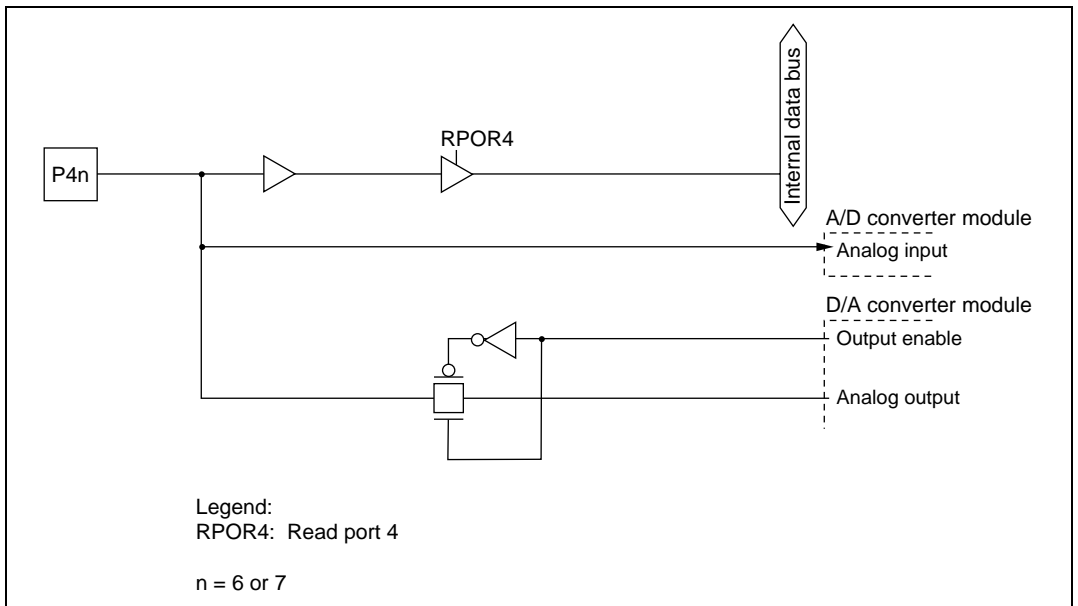 Internal data bus
RPOR4
P4n
A/D converter module
Analog input
D/A converter module
Output enable
Analog output
Legend:
RPOR4: Read port 4
n = 6 or 7